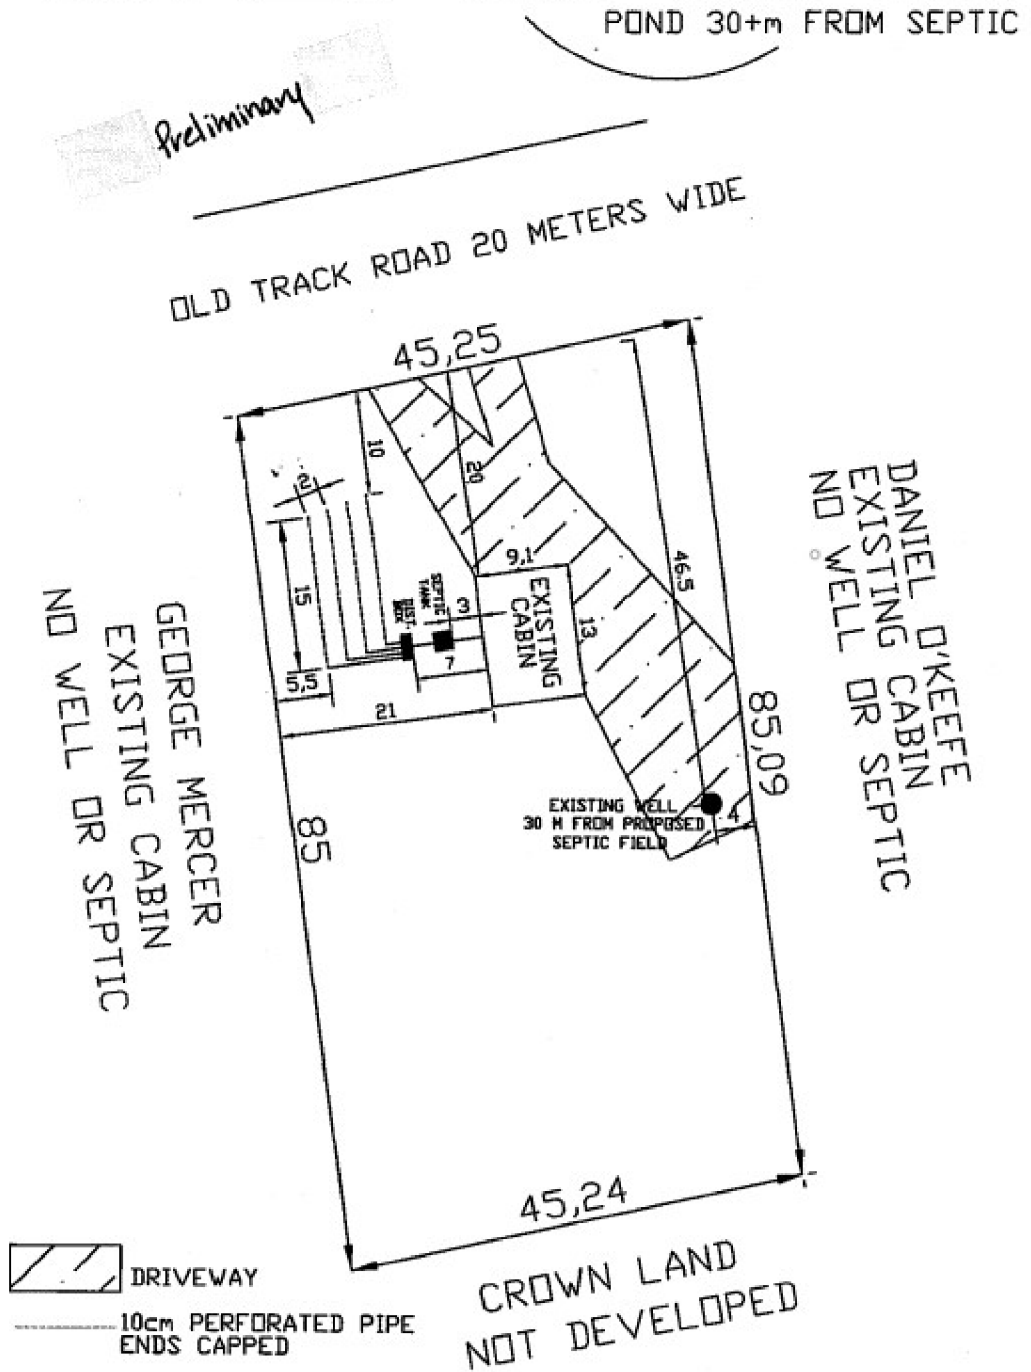 POND 30+m FROM SEPTIC
Preliminary
OLD TRACK ROAD 20 METERS WIDE
45,25
10
20
2
46.5
9,1
15
SEPTIC
TANK
DIST.
BOX
3
EXISTING
CABIN
13
7
5,5
21
DANIEL O'KEEFE
EXISTING CABIN
NO WELL OR SEPTIC
GEORGE MERCER
EXISTING CABIN
NO WELL OR SEPTIC
85,09
EXISTING WELL
30 M FROM PROPOSED
SEPTIC FIELD
4
85
45,24
DRIVEWAY
10cm PERFORATED PIPE
ENDS CAPPED
CROWN LAND
NOT DEVELOPED